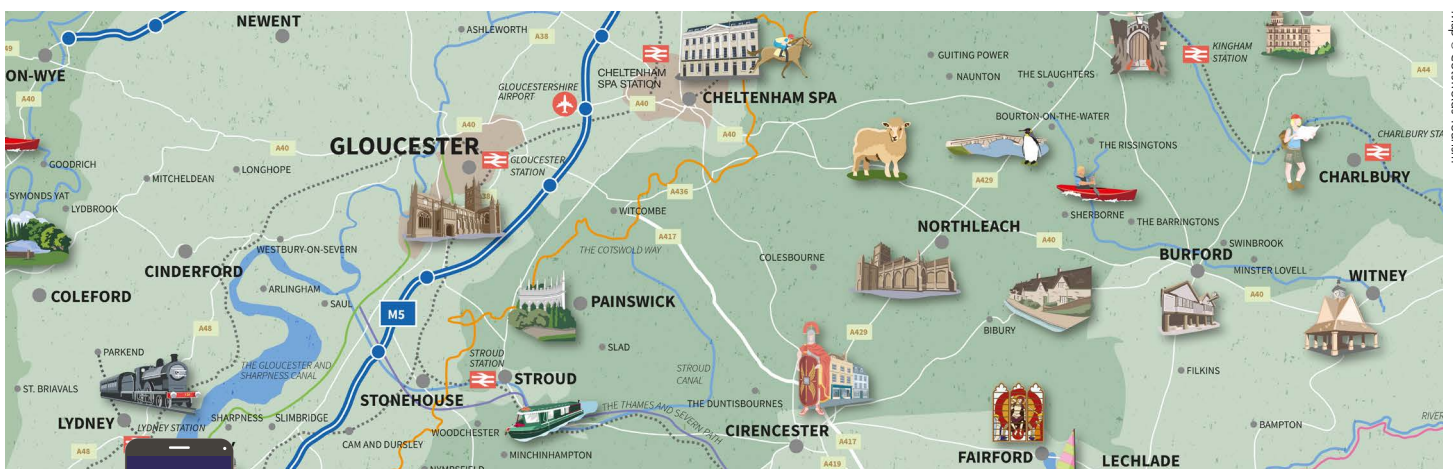 NEWENT
ASHLEWORTH
A38
ON-WYE
A40
CHELTENHAM
SPA STATION
GLOUCESTERSHIRE
AIRPORT
A40
CHELTENHAM SPA
GUITING POWER
NAUNTON
THE SLAUGHTERS
KINGHAM
STATION
A44
A40
GLOUCESTER
A40
GLOUCESTER
STATION
A40
BOURTON-ON-THE-WATER
THE RISSINGTONS
CHARLBURY STA
CHARLBURY
GOODRICH
MITCHELDEAN
LONGHOPE
SYMONDS YAT
LYDBROOK
A436
WITCOMBE
A429
SHERBORNE
THE BARRINGTONS
NORTHLEACH
A417
A40
SWINBROOK
BURFORD
MINSTER LOVELL
WITNEY
A40
WESTBURY-ON-SEVERN
THE COTSWOLD WAY
COLESBOURNE
CINDERFORD
COLEFORD
ARLINGHAM
SAUL
PAINSWICK
M5
A48
BIBURY
A429
PARKEND
THE GLOUCESTER AND
SHARPNESS CANAL
STROUD
STATION
SLAD
STROUD
CANAL
STROUD
FILKINS
ST. BRIAVALS
STONEHOUSE
THE DUNTISBOURNES
THE THAMES AND SEVERN PATH
LYDNEY
LYDNEY STATION
SHARPNESS
SLIMBRIDGE
WOODCHESTER
CIRENCESTER
BAMPTON
RIVER
CAM AND DURSLEY
A48
MINCHINHAMPTON
A417
A419
FAIRFORD
LECHLADE
NYMPSFIELD